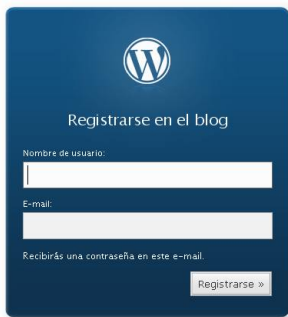 Registrarse en el blog
Nombre de usuario:
E-mail:
Recibirás una contraseña en este e-mail.
Registrarse »